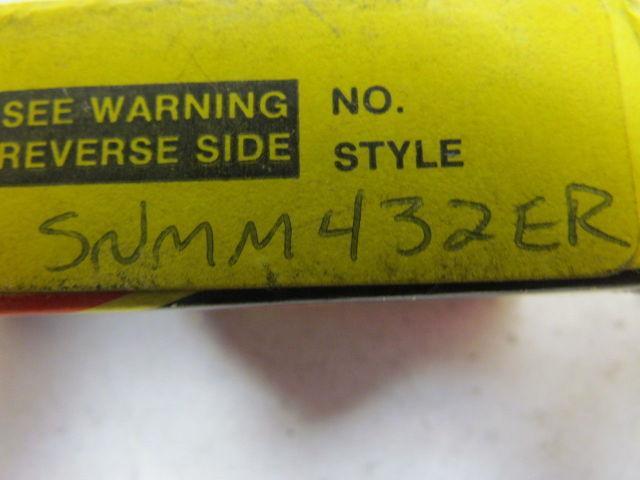 SEE WARNING
REVERSE SIDE
NO.
STYLE
SNMM432ER